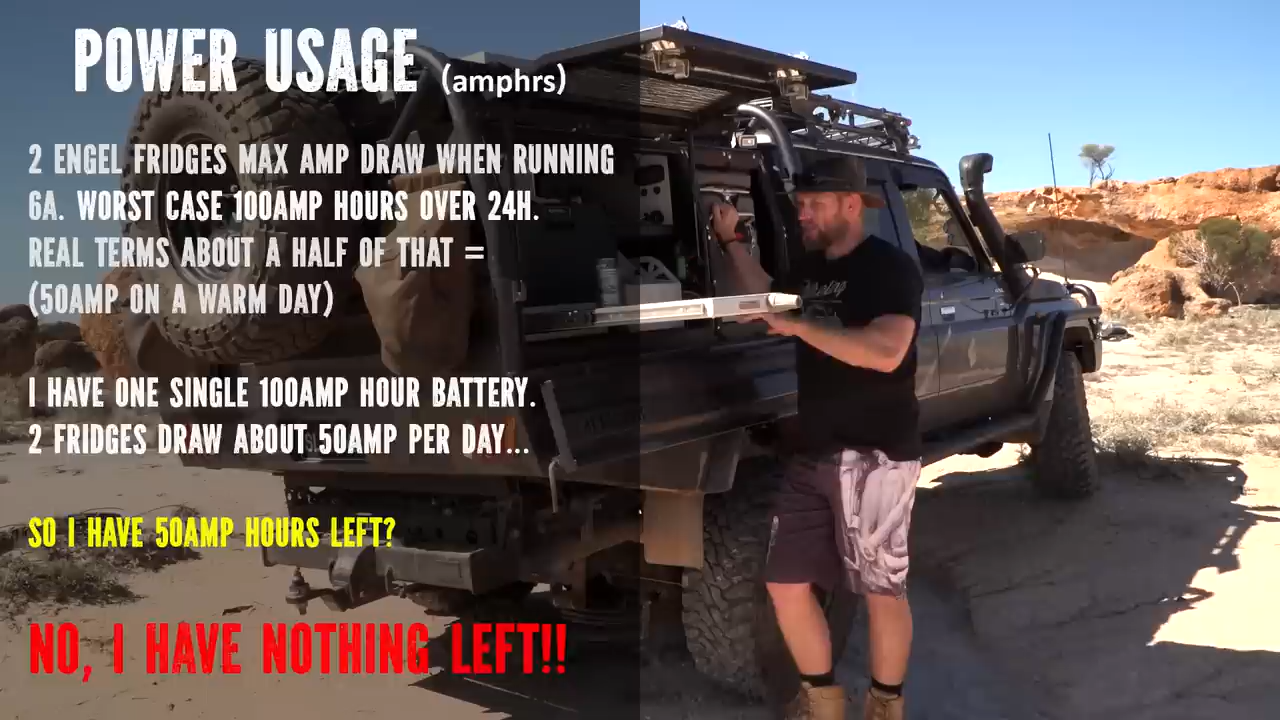 POWER USAGE (amphrs)
2 ENGEL FRIDGES MAX AMP DRAW WHEN RUNNING
6A. WORST CASE 100AMP HOURS OVER 24H.
REAL TERMS ABOUT A HALF OF THAT =
(50AMP ON A WARM DAY)
I HAVE ONE SINGLE 100AMP HOUR BATTERY.
2 FRIDGES DRAW ABOUT 50AMP PER DAY...
SO I HAVE 50AMP HOURS LEFT?
NO, I HAVE NOTHING LEFT!!